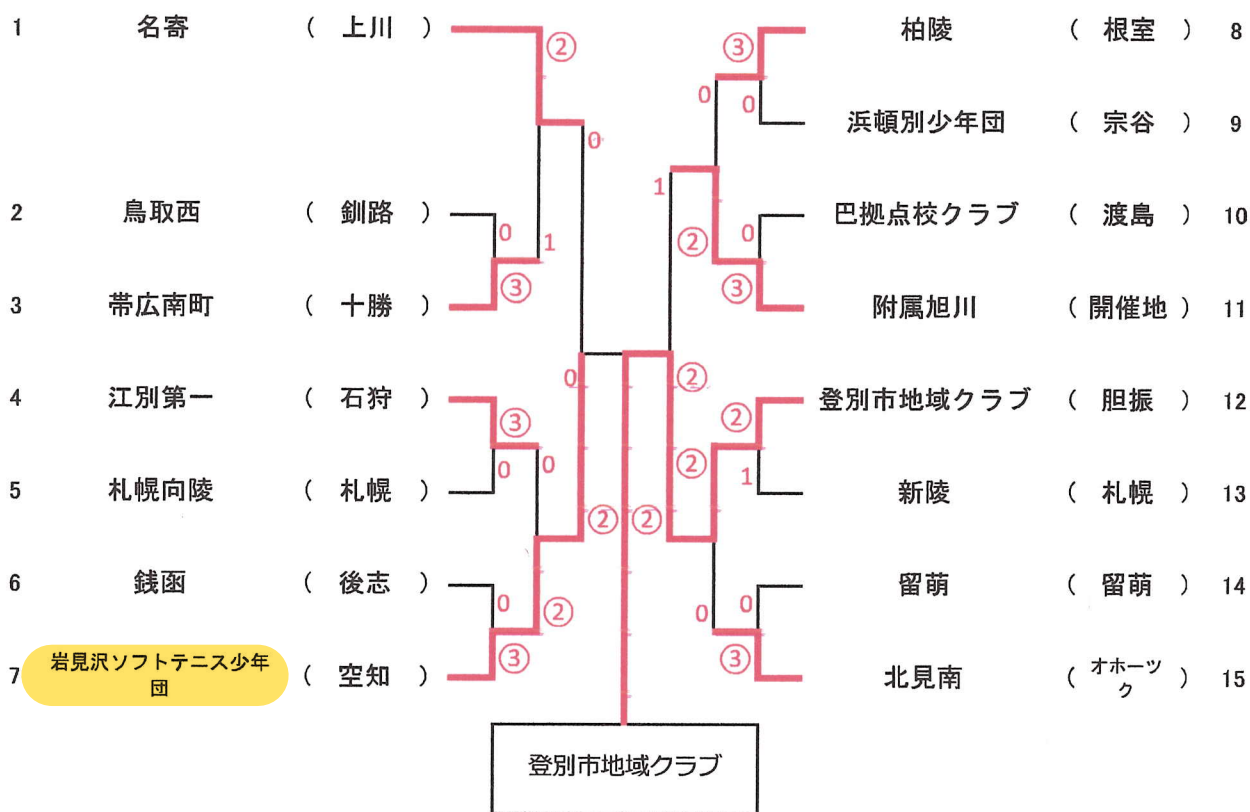 1 名寄 ( 上川 ) ②
柏陵 ( 根室 ) 8
③
0 0
浜頓別少年団 ( 宗谷 ) 9
0
1
2 鳥取西 ( 釧路 )
巴拠点校クラブ ( 渡島 ) 10
0 1
② 0
③ ③
3 帯広南町 ( 十勝 )
附属旭川 ( 開催地 ) 11
0 ②
4 江別第一 ( 石狩 )
登別市地域クラブ ( 胆振 ) 12
③ ②
0 0 ② 1
5 札幌向陵 ( 札幌 )
新陵 ( 札幌 ) 13
② ②
6 銭函 ( 後志 )
留萌 ( 留萌 ) 14
0 ② 0 0
③ ③
7 岩見沢ソフトテニス少年
団 ( 空知 )
北見南 ( オホーツ
ク ) 15
登別市地域クラブ